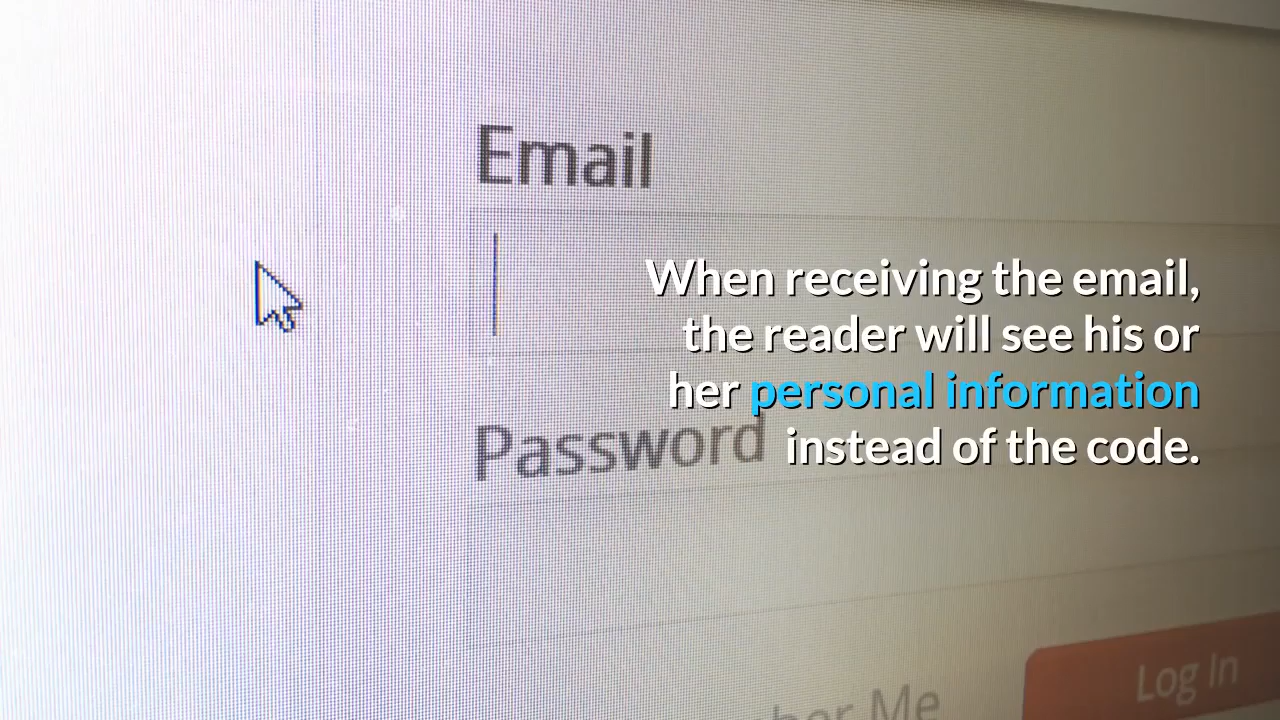 Email
When receiving the email,
the reader will see his or
her personal information
instead of the code.
Password
Me
Log In